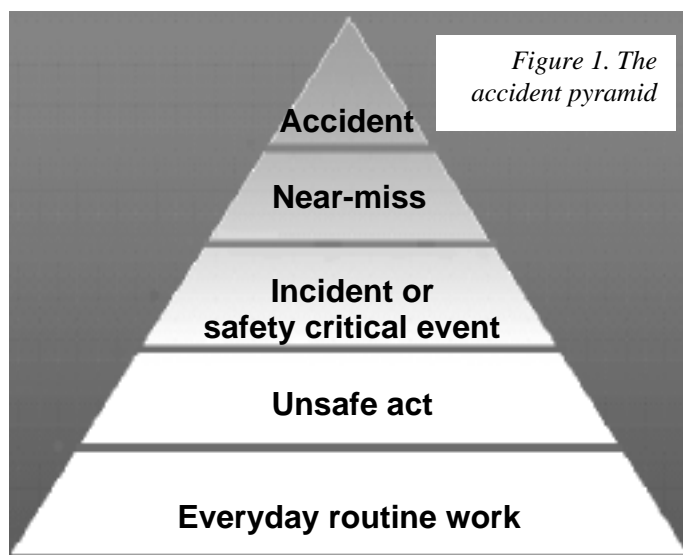 Figure 1. The
accident pyramid
Accident
Near-miss
Incident or
safety critical event
Unsafe act
Everyday routine work